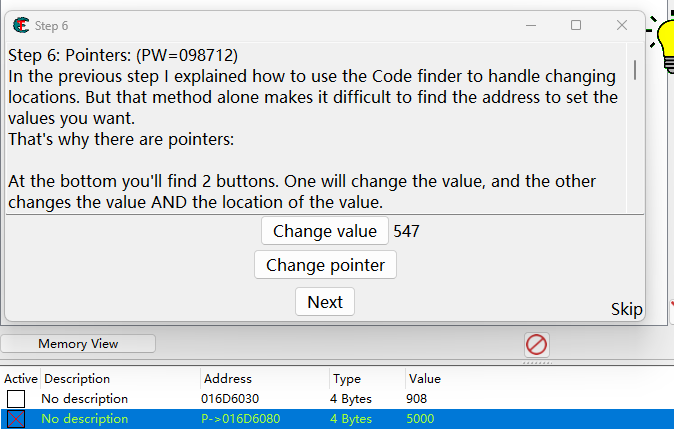 Step 6
Step 6: Pointers: (PW=098712)
In the previous step I explained how to use the Code finder to handle changing
locations. But that method alone makes it difficult to find the address to set the
values you want.
That's why there are pointers:
At the bottom you'll find 2 buttons. One will change the value, and the other
changes the value AND the location of the value.
Change value 547
Change pointer
Next
Skip
Memory View
Active Description Address Type Value
No description 016D6030 4 Bytes 908
No description P->016D6080 4 Bytes 5000